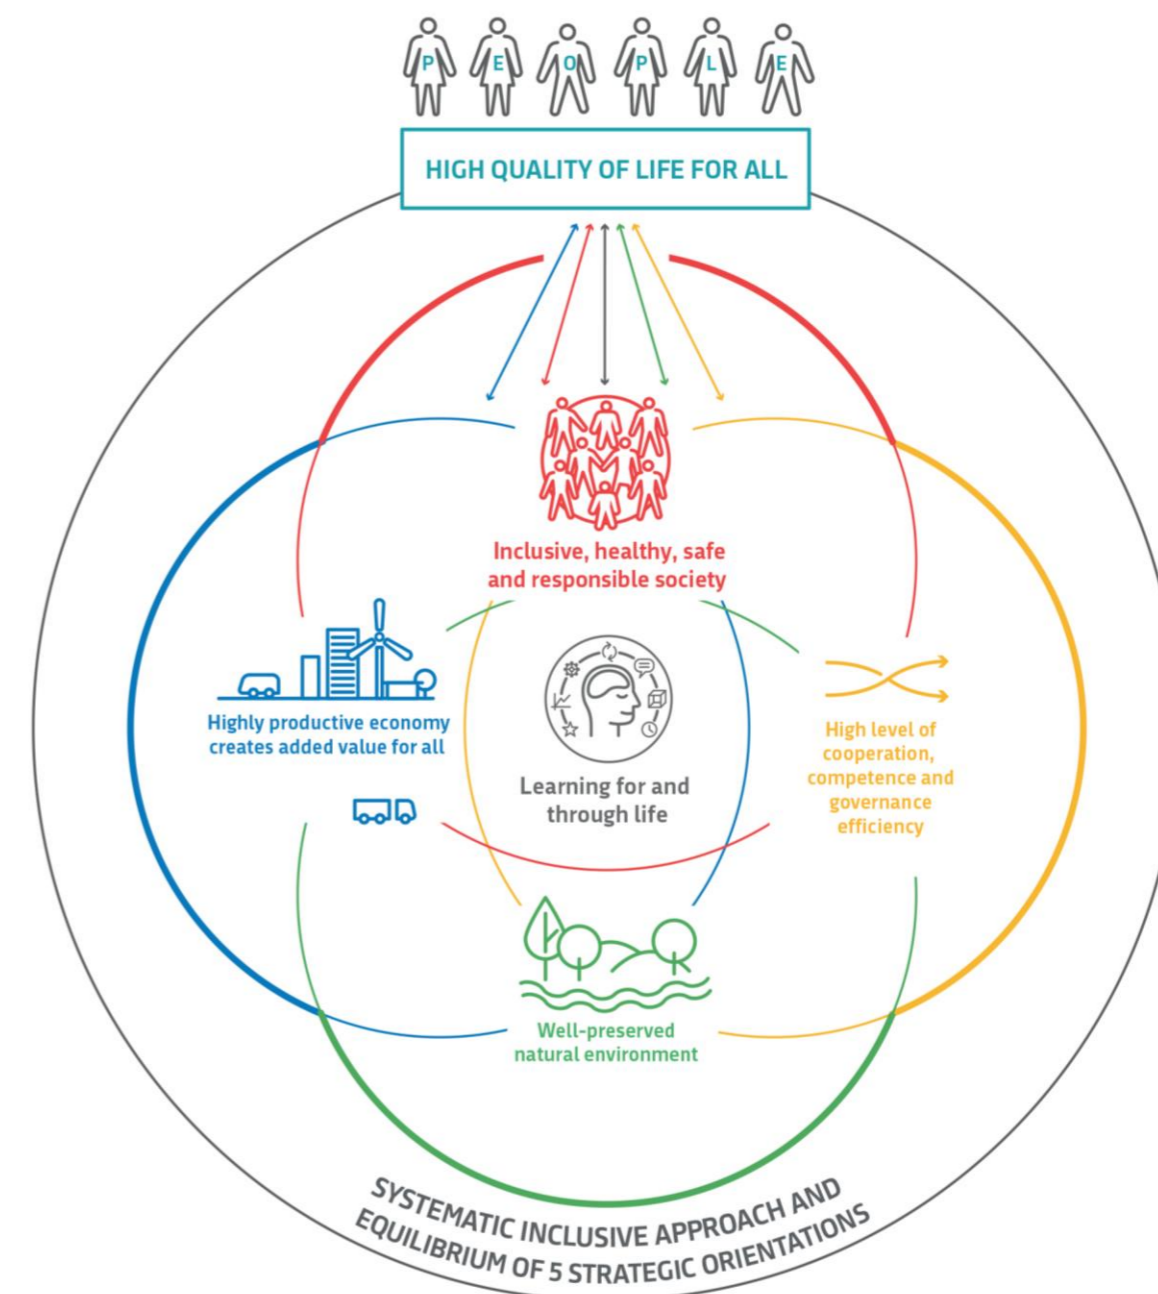 PEOPLE
HIGH QUALITY OF LIFE FOR ALL
Inclusive, healthy, safe
and responsible society
Highly productive economy
creates added value for all
Learning for and
through life
High level of
cooperation,
competence and
governance
efficiency
Well-preserved
natural environment
SYSTEMATIC INCLUSIVE APPROACH AND
EQUILIBRIUM OF 5 STRATEGIC ORIENTATIONS